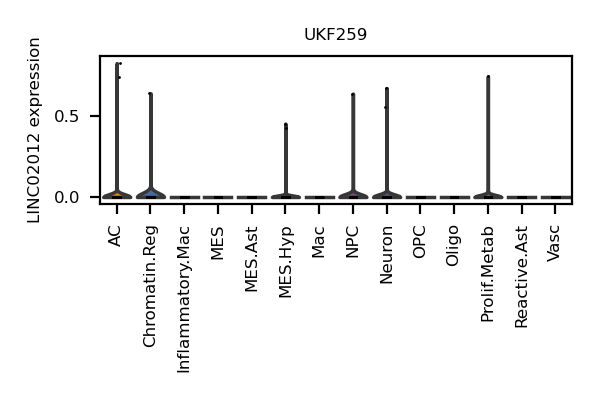 UKF259
LINC02012 expression
0.5
0.0
AC
Chromatin.Reg
Inflammatory.Mac
MES
MES.Ast
MES.Hyp
Mac
NPC
Neuron
OPC
Oligo
Prolif.Metab
Reactive.Ast
Vasc